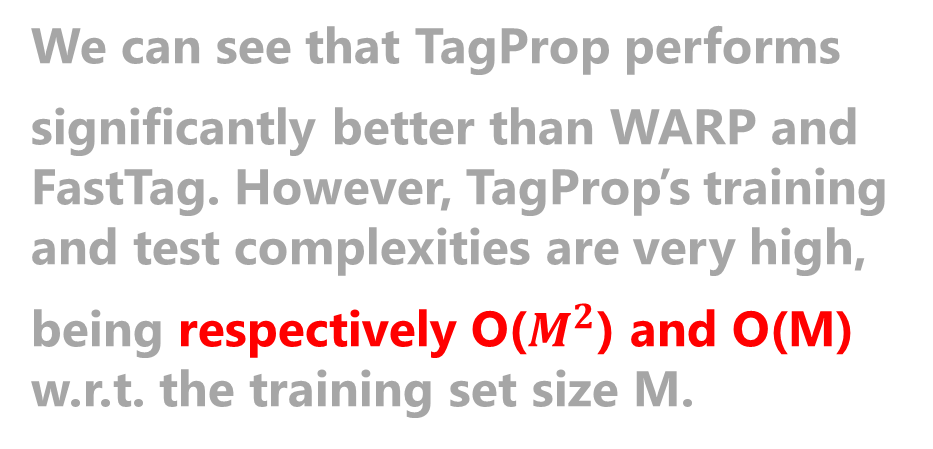 We can see that TagProp performs
significantly better than WARP and
FastTag. However, TagProp’s training
and test complexities are very high,
being respectively O(M²) and O(M)
w.r.t. the training set size M.